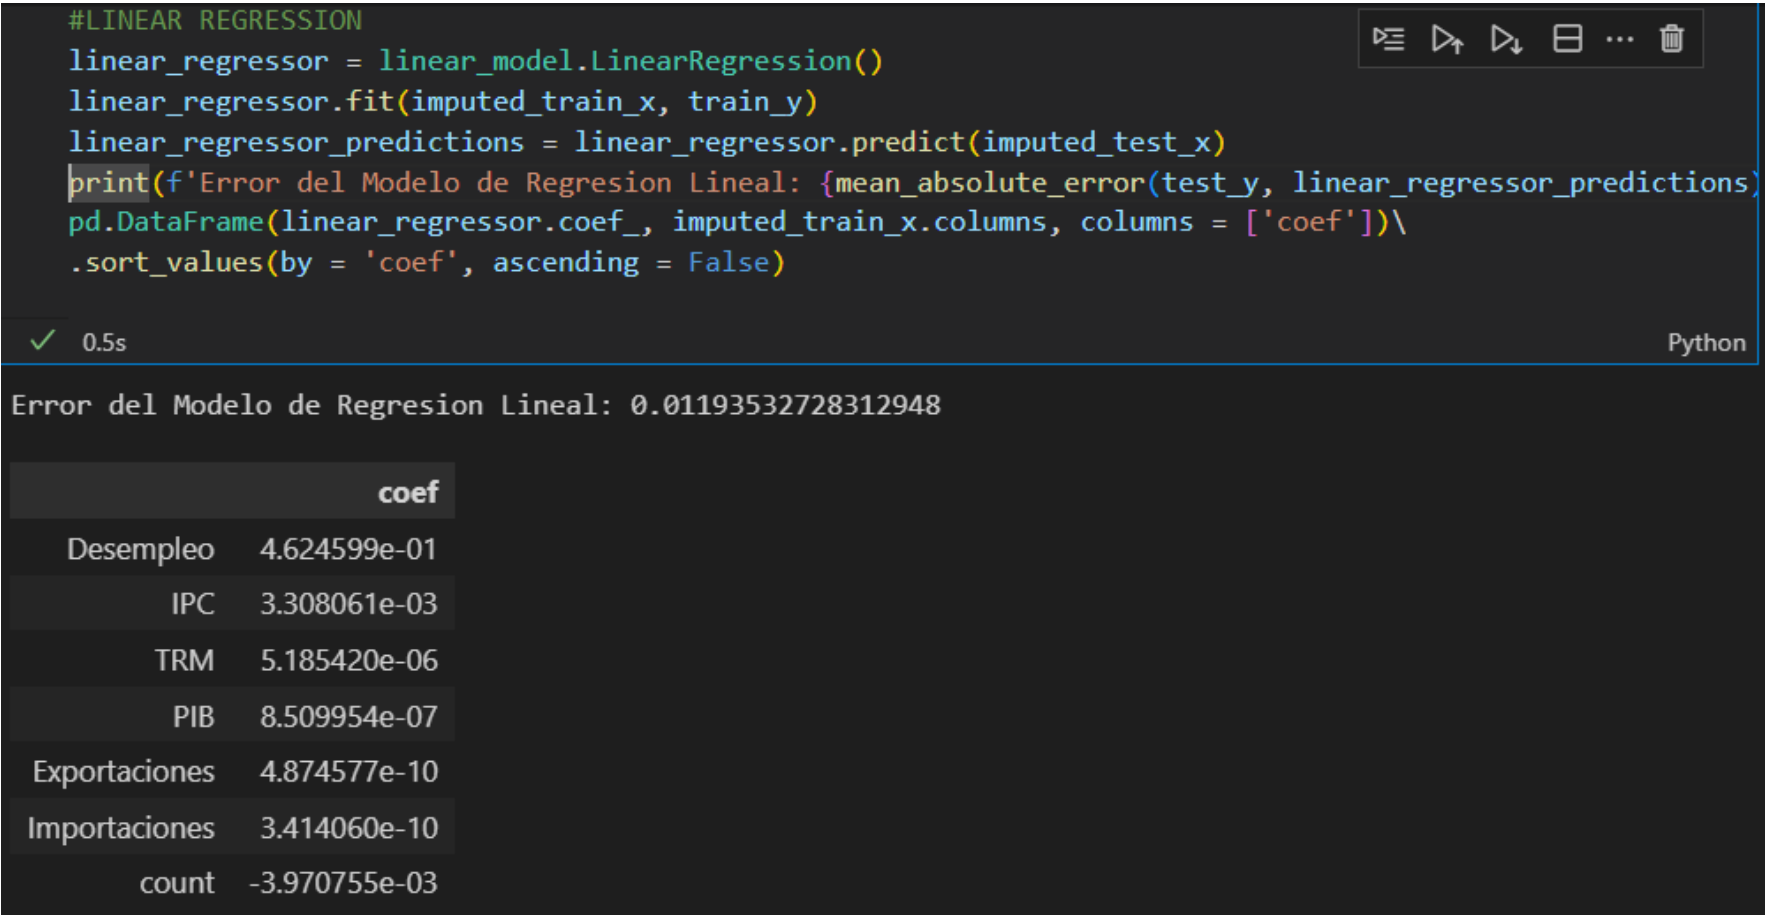 #LINEAR REGRESSION
linear_regressor = linear_model.LinearRegression()
linear_regressor.fit(imputed_train_x, train_y)
linear_regressor_predictions = linear_regressor.predict(imputed_test_x)
print(f'Error del Modelo de Regresion Lineal: {mean_absolute_error(test_y, linear_regressor_predictions)
pd.DataFrame(linear_regressor.coef_, imputed_train_x.columns, columns = ['coef'])\
.sort_values(by = 'coef', ascending = False)
0.5s
Python
Error del Modelo de Regresion Lineal: 0.01193532728312948
coef
Desempleo 4.624599e-01
IPC 3.308061e-03
TRM 5.185420e-06
PIB 8.509954e-07
Exportaciones 4.874577e-10
Importaciones 3.414060e-10
count -3.970755e-03